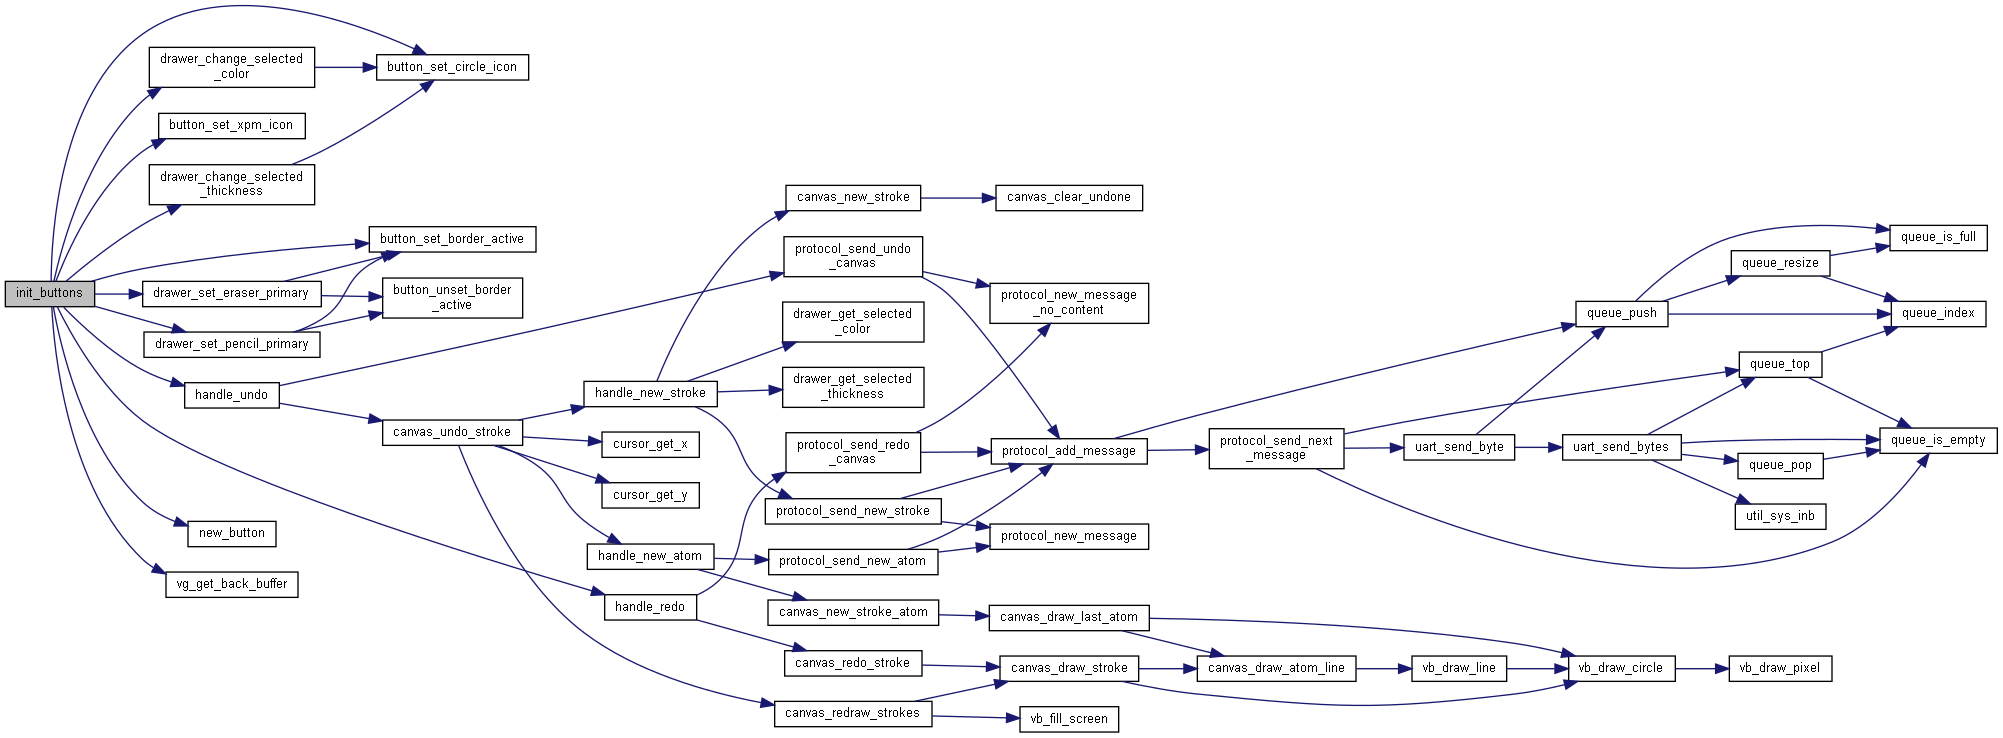 init_buttons
drawer_change_selected
_color
button_set_xpm_icon
drawer_change_selected
_thickness
button_set_circle_icon
button_set_border_active
drawer_set_eraser_primary
button_unset_border
_active
drawer_set_pencil_primary
handle_undo
canvas_undo_stroke
new_button
vg_get_back_buffer
handle_new_stroke
cursor_get_x
cursor_get_y
handle_new_atom
handle_redo
canvas_new_stroke
canvas_clear_undone
protocol_send_undo
_canvas
protocol_new_message
_no_content
drawer_get_selected
_color
drawer_get_selected
_thickness
protocol_send_redo
_canvas
protocol_add_message
protocol_send_new_stroke
protocol_new_message
protocol_send_new_atom
canvas_new_stroke_atom
canvas_draw_last_atom
canvas_redo_stroke
canvas_draw_stroke
canvas_redraw_strokes
vb_fill_screen
protocol_send_next
_message
uart_send_byte
uart_send_bytes
queue_push
queue_resize
queue_is_full
queue_index
queue_top
queue_is_empty
queue_pop
util_sys_inb
canvas_draw_atom_line
vb_draw_line
vb_draw_circle
vb_draw_pixel